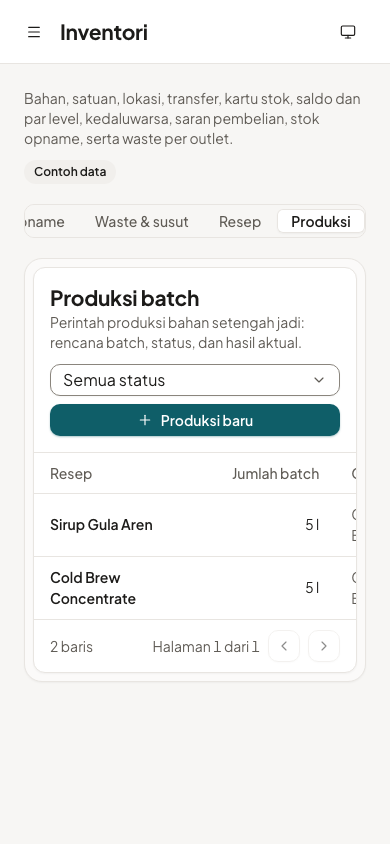 Inventori
Bahan, satuan, lokasi, transfer, kartu stok, saldo dan
par level, kedaluwarsa, saran pembelian, stok
opname, serta waste per outlet.
Contoh data
Waste & susut Resep Produksi
Produksi batch
Perintah produksi bahan setengah jadi:
rencana batch, status, dan hasil aktual.
Semua status
Produksi baru
Resep Jumlah batch
Sirup Gula Aren 5 l
Cold Brew
Concentrate 5 l
2 baris Halaman 1 dari 1